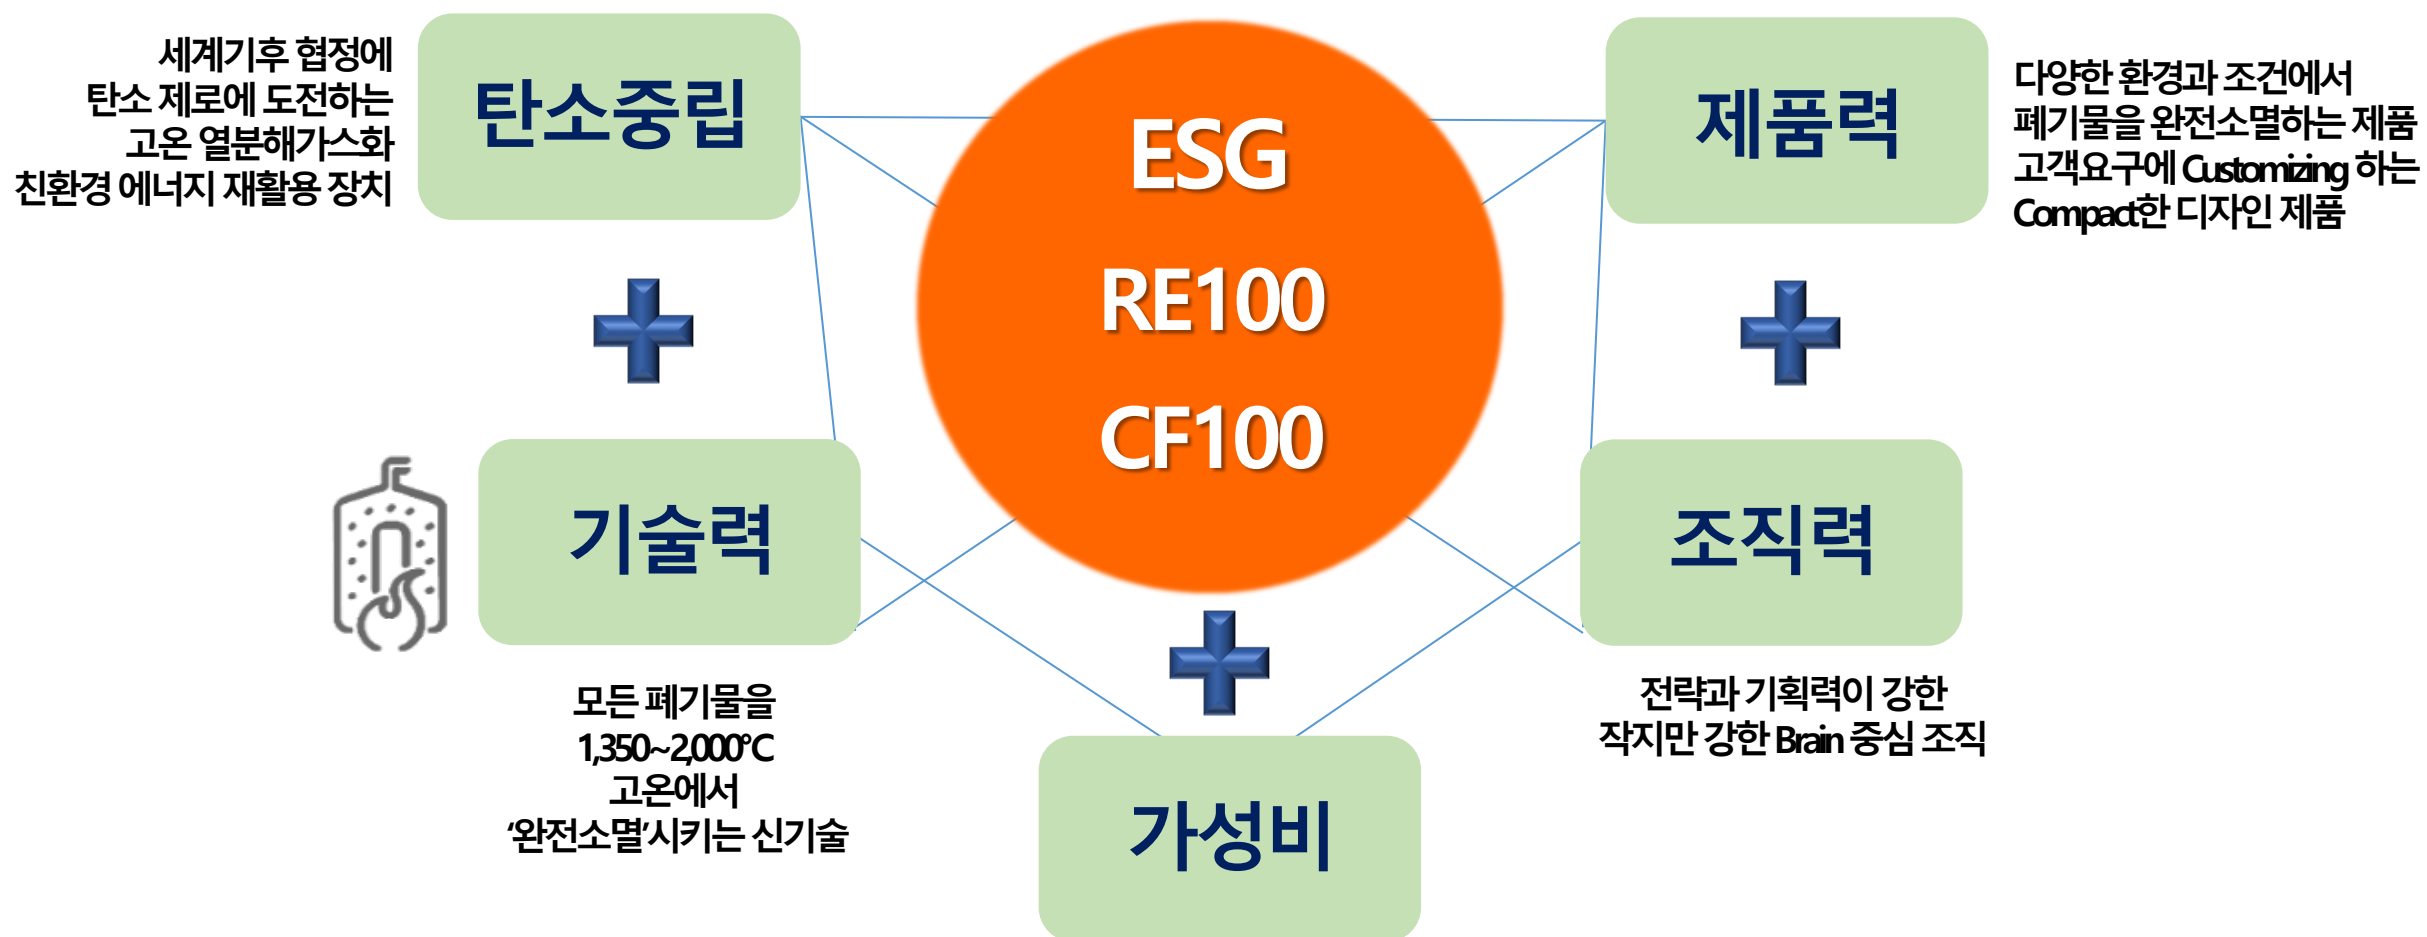 세계기후 협정에
탄소 제로에 도전하는
고온 열분해가스화
친환경 에너지 재활용 장치
탄소중립
ESG
RE100
CF100
제품력
다양한 환경과 조건에서
폐기물을 완전소멸하는 제품
고객요구에 Customizing 하는
Compact한 디자인 제품
기술력
모든 폐기물을
1,350~2,000℃
고온에서
‘완전소멸’시키는 신기술
조직력
전략과 기획력이 강한
작지만 강한 Brain 중심 조직
가성비